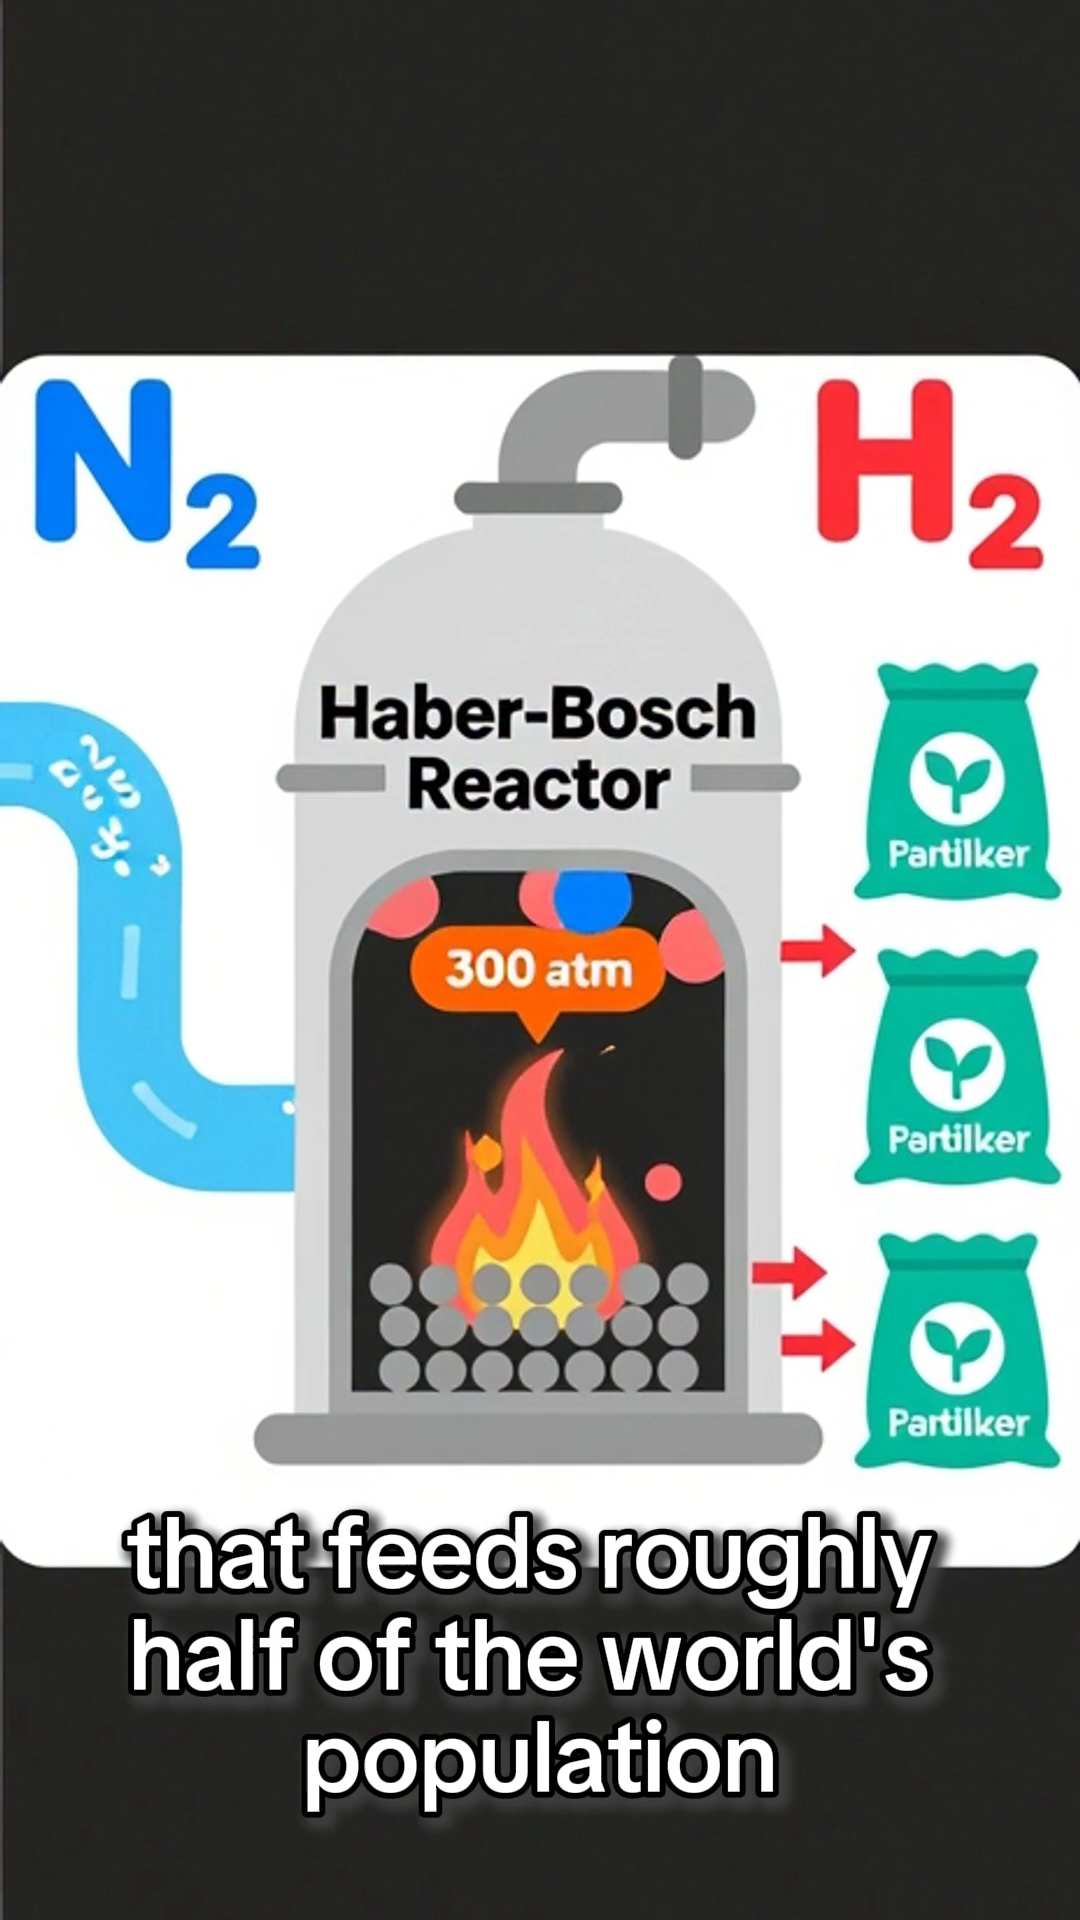 N2
H2
Haber-Bosch
Reactor
Partilker
300 atm
Partilker
Partilker
that feeds roughly
half of the world's
population